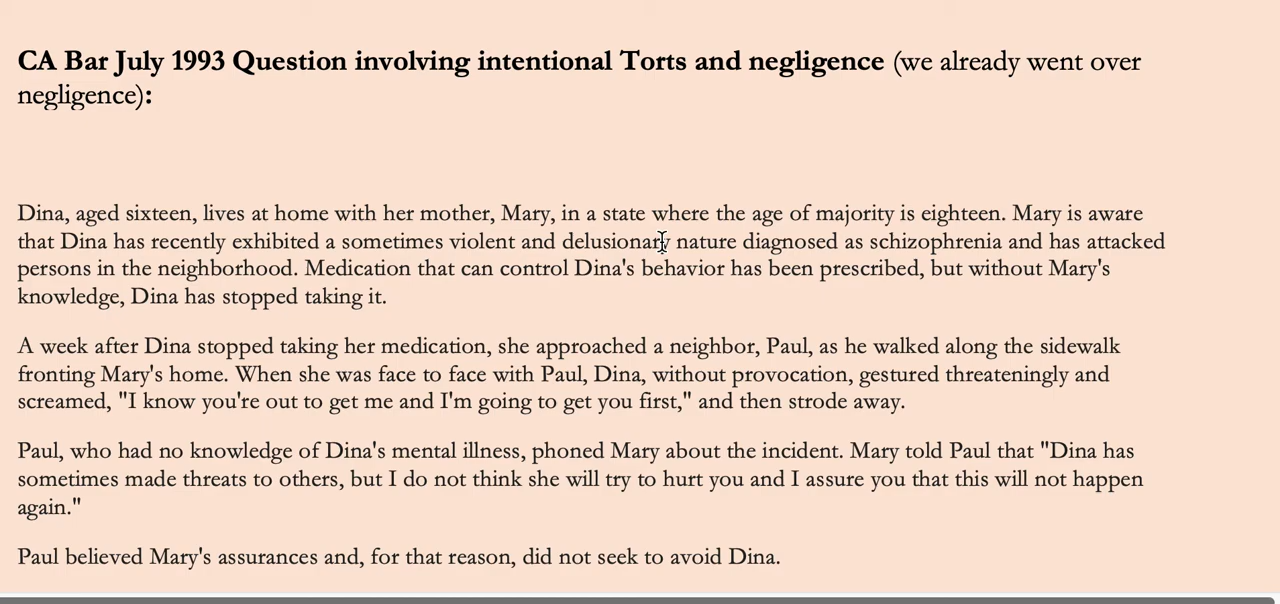 CA Bar July 1993 Question involving intentional Torts and negligence (we already went over
negligence):
Dina, aged sixteen, lives at home with her mother, Mary, in a state where the age of majority is eighteen. Mary is aware
that Dina has recently exhibited a sometimes violent and delusionary nature diagnosed as schizophrenia and has attacked
persons in the neighborhood. Medication that can control Dina's behavior has been prescribed, but without Mary's
knowledge, Dina has stopped taking it.
A week after Dina stopped taking her medication, she approached a neighbor, Paul, as he walked along the sidewalk
fronting Mary's home. When she was face to face with Paul, Dina, without provocation, gestured threateningly and
screamed, "I know you're out to get me and I'm going to get you first," and then strode away.
Paul, who had no knowledge of Dina's mental illness, phoned Mary about the incident. Mary told Paul that "Dina has
sometimes made threats to others, but I do not think she will try to hurt you and I assure you that this will not happen
again."
Paul believed Mary's assurances and, for that reason, did not seek to avoid Dina.